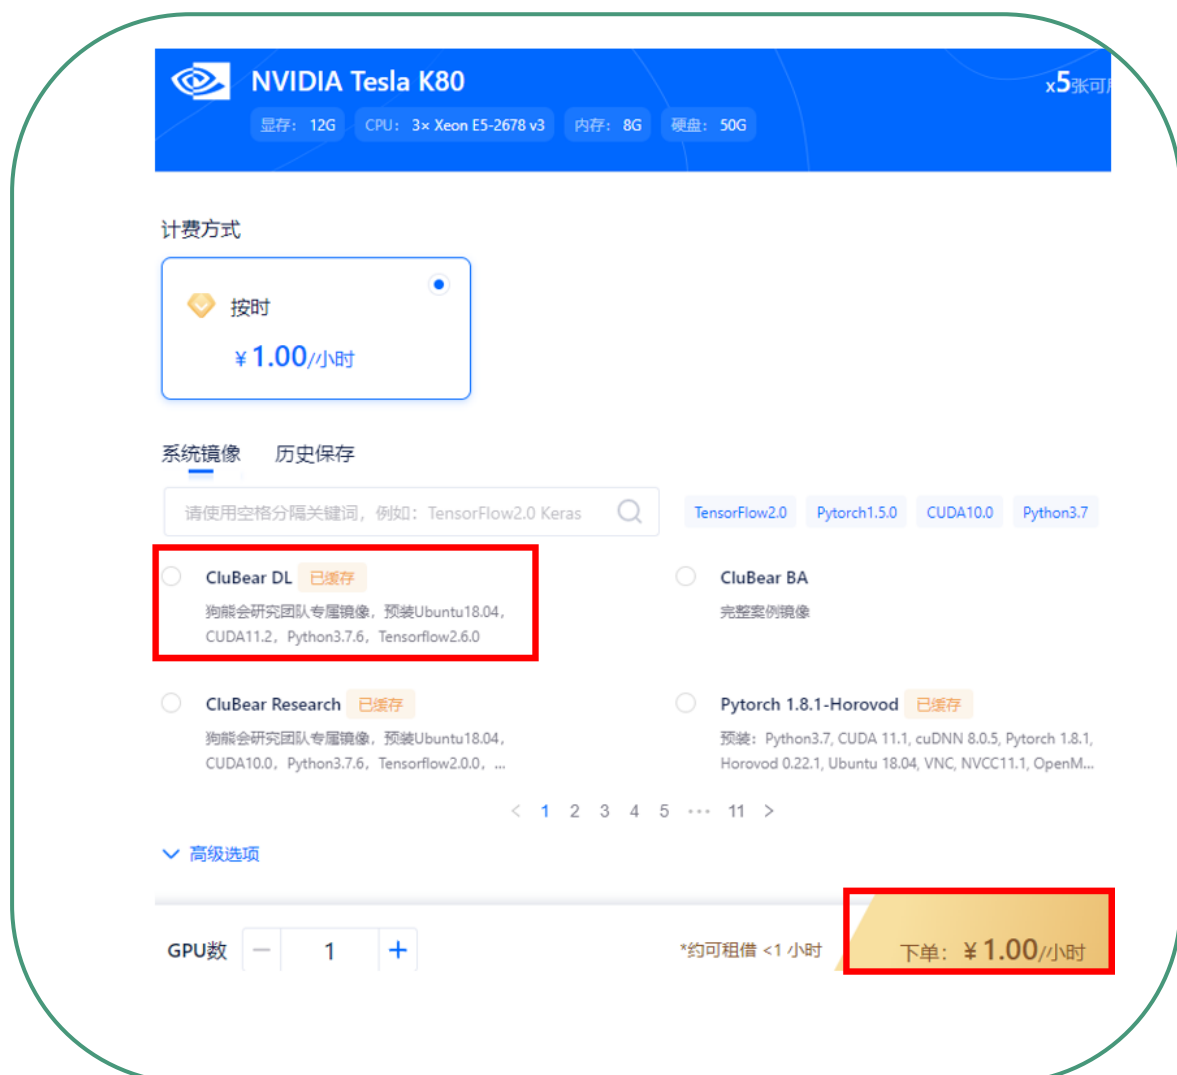 NVIDIA Tesla K80
x5张可用
显存： 12G CPU： 3× Xeon E5-2678 v3 内存： 8G 硬盘： 50G
计费方式
按时
¥1.00/小时
系统镜像 历史保存
请使用空格分隔关键词，例如：TensorFlow2.0 Keras TensorFlow2.0 Pytorch1.5.0 CUDA10.0 Python3.7
CluBear DL 已缓存
狗熊会研究团队专属镜像，预装Ubuntu18.04，
CUDA11.2，Python3.7.6，Tensorflow2.6.0
CluBear BA
完整案例镜像
CluBear Research 已缓存
狗熊会研究团队专属镜像，预装Ubuntu18.04，
CUDA10.0，Python3.7.6，Tensorflow2.0.0，...
Pytorch 1.8.1-Horovod 已缓存
预装：Python3.7, CUDA 11.1, cuDNN 8.0.5, Pytorch 1.8.1,
Horovod 0.22.1, Ubuntu 18.04, VNC, NVCC11.1, OpenM...
< 1 2 3 4 5 ··· 11 >
高级选项
GPU数 − 1 + *约可租借 <1 小时 下单：¥1.00/小时